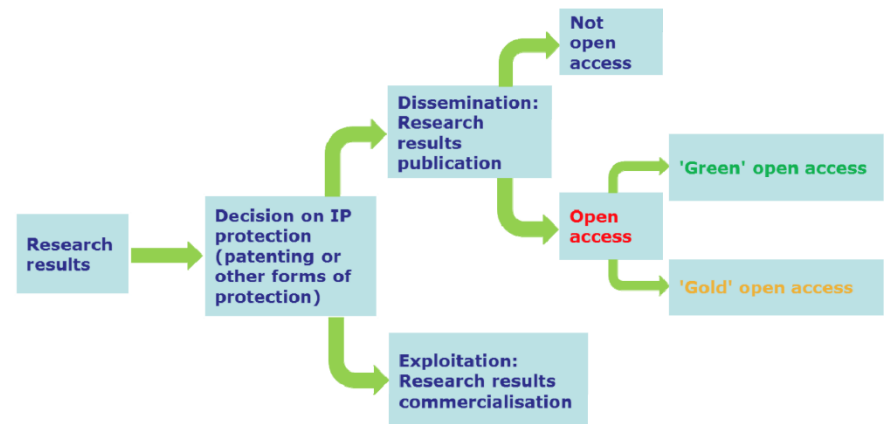 Research
results
Decision on IP
protection
(patenting or
other forms of
protection)
Dissemination:
Research
results
publication
Exploitation:
Research results
commercialisation
Not
open
access
Open
access
'Green' open access
'Gold' open access